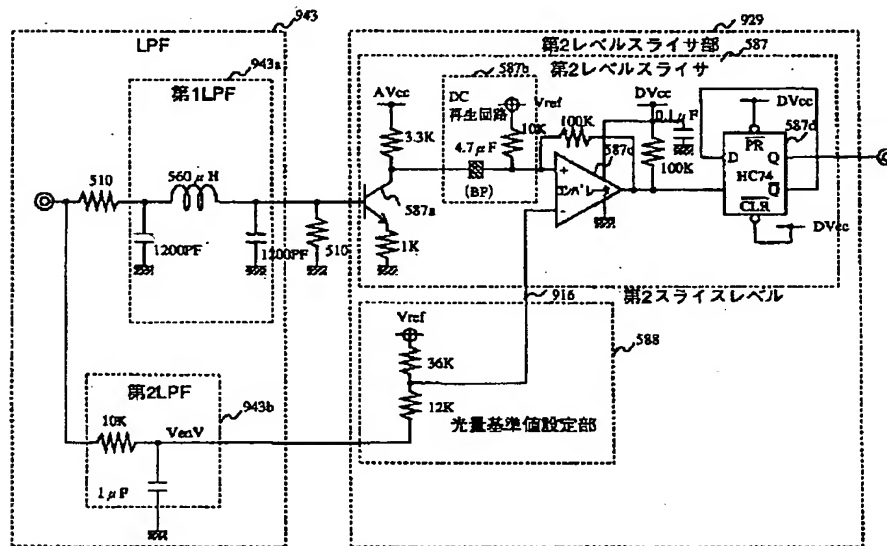 943
LPF
943a
第1LPF
510
560μH
1200PF
1200PF
510
第2LPF
943b
10K
VenV
1μF
929
第2レベルスライサ部
587
第2レベルスライサ
587b
AVcc
3.3K
DC
再生回路
Vref
10K
4.7μF
(BP)
587a
1K
100K
DVcc
0.1μF
587c
+
コンパレータ
-
100K
DVcc
587d
PR
D
Q
HC74
Q
CLR
DVcc
第2スライスレベル
916
588
Vref
36K
12K
光量基準値設定部